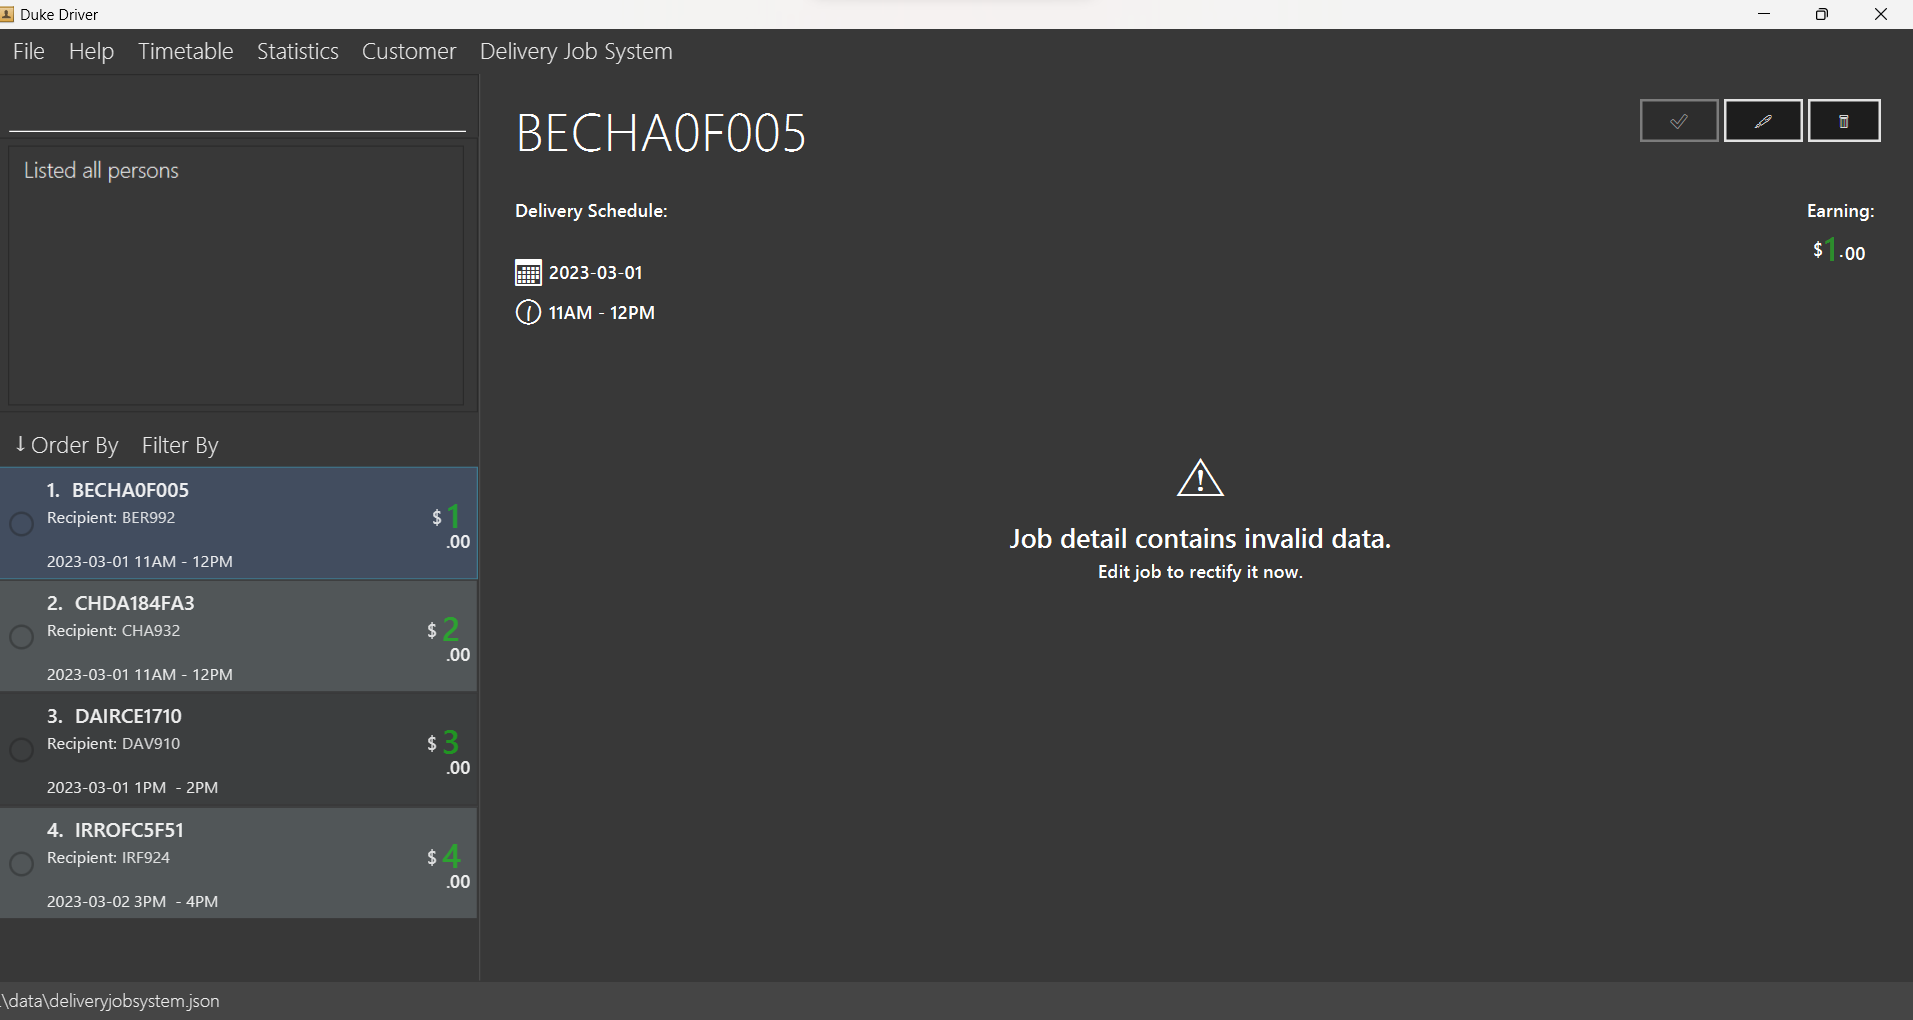 Duke Driver
File Help Timetable Statistics Customer Delivery Job System
Listed all persons
↓ Order By Filter By
1. BECHA0F005
Recipient: BER992
$1.00
2023-03-01 11AM - 12PM
2. CHDA184FA3
Recipient: CHA932
$2.00
2023-03-01 11AM - 12PM
3. DAIRCE1710
Recipient: DAV910
$3.00
2023-03-01 1PM - 2PM
4. IRROFC5F51
Recipient: IRF924
$4.00
2023-03-02 3PM - 4PM
BECHA0F005
Delivery Schedule:
2023-03-01
11AM - 12PM
Earning:
$1.00
Job detail contains invalid data.
Edit job to rectify it now.
.\data\deliveryjobsystem.json